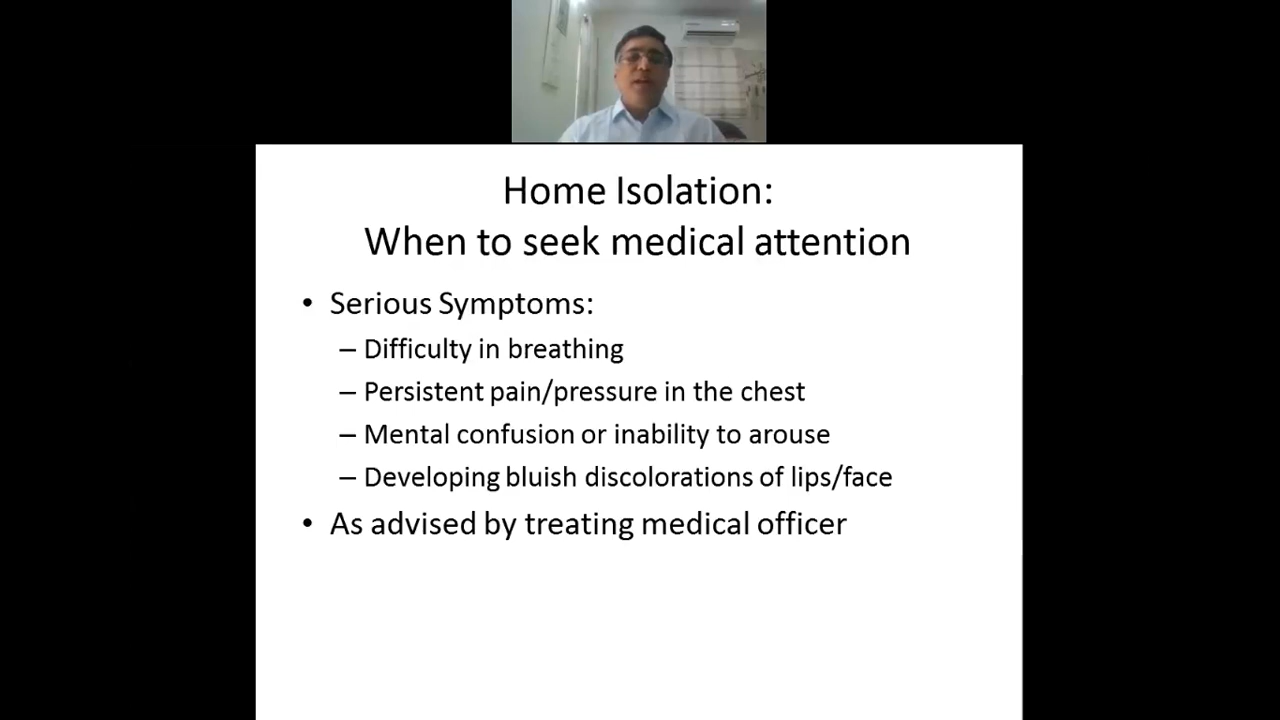 Home Isolation:
When to seek medical attention
• Serious Symptoms:
– Difficulty in breathing
– Persistent pain/pressure in the chest
– Mental confusion or inability to arouse
– Developing bluish discolorations of lips/face
• As advised by treating medical officer